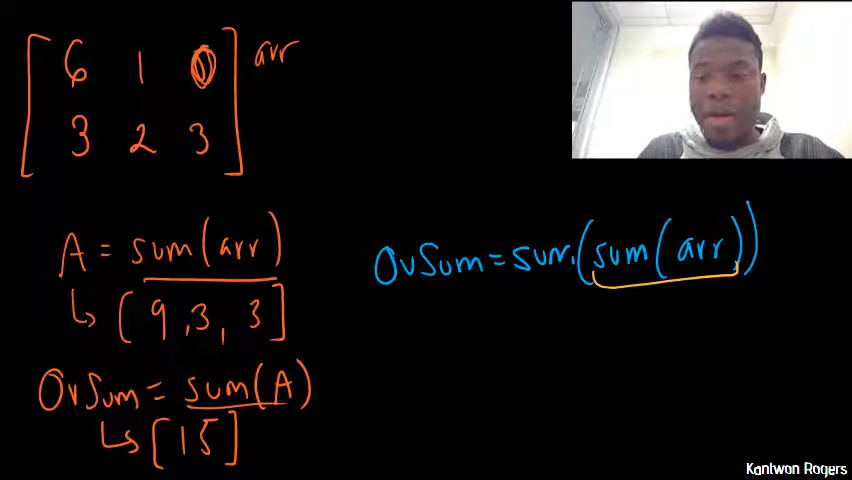 6 1 0 arr
3 2 3
A = sum(arr)
↳ [9,3,3]
OvSum = sum(A)
↳ [15]
OvSum = sum(sum(arr))
Kantwon Rogers